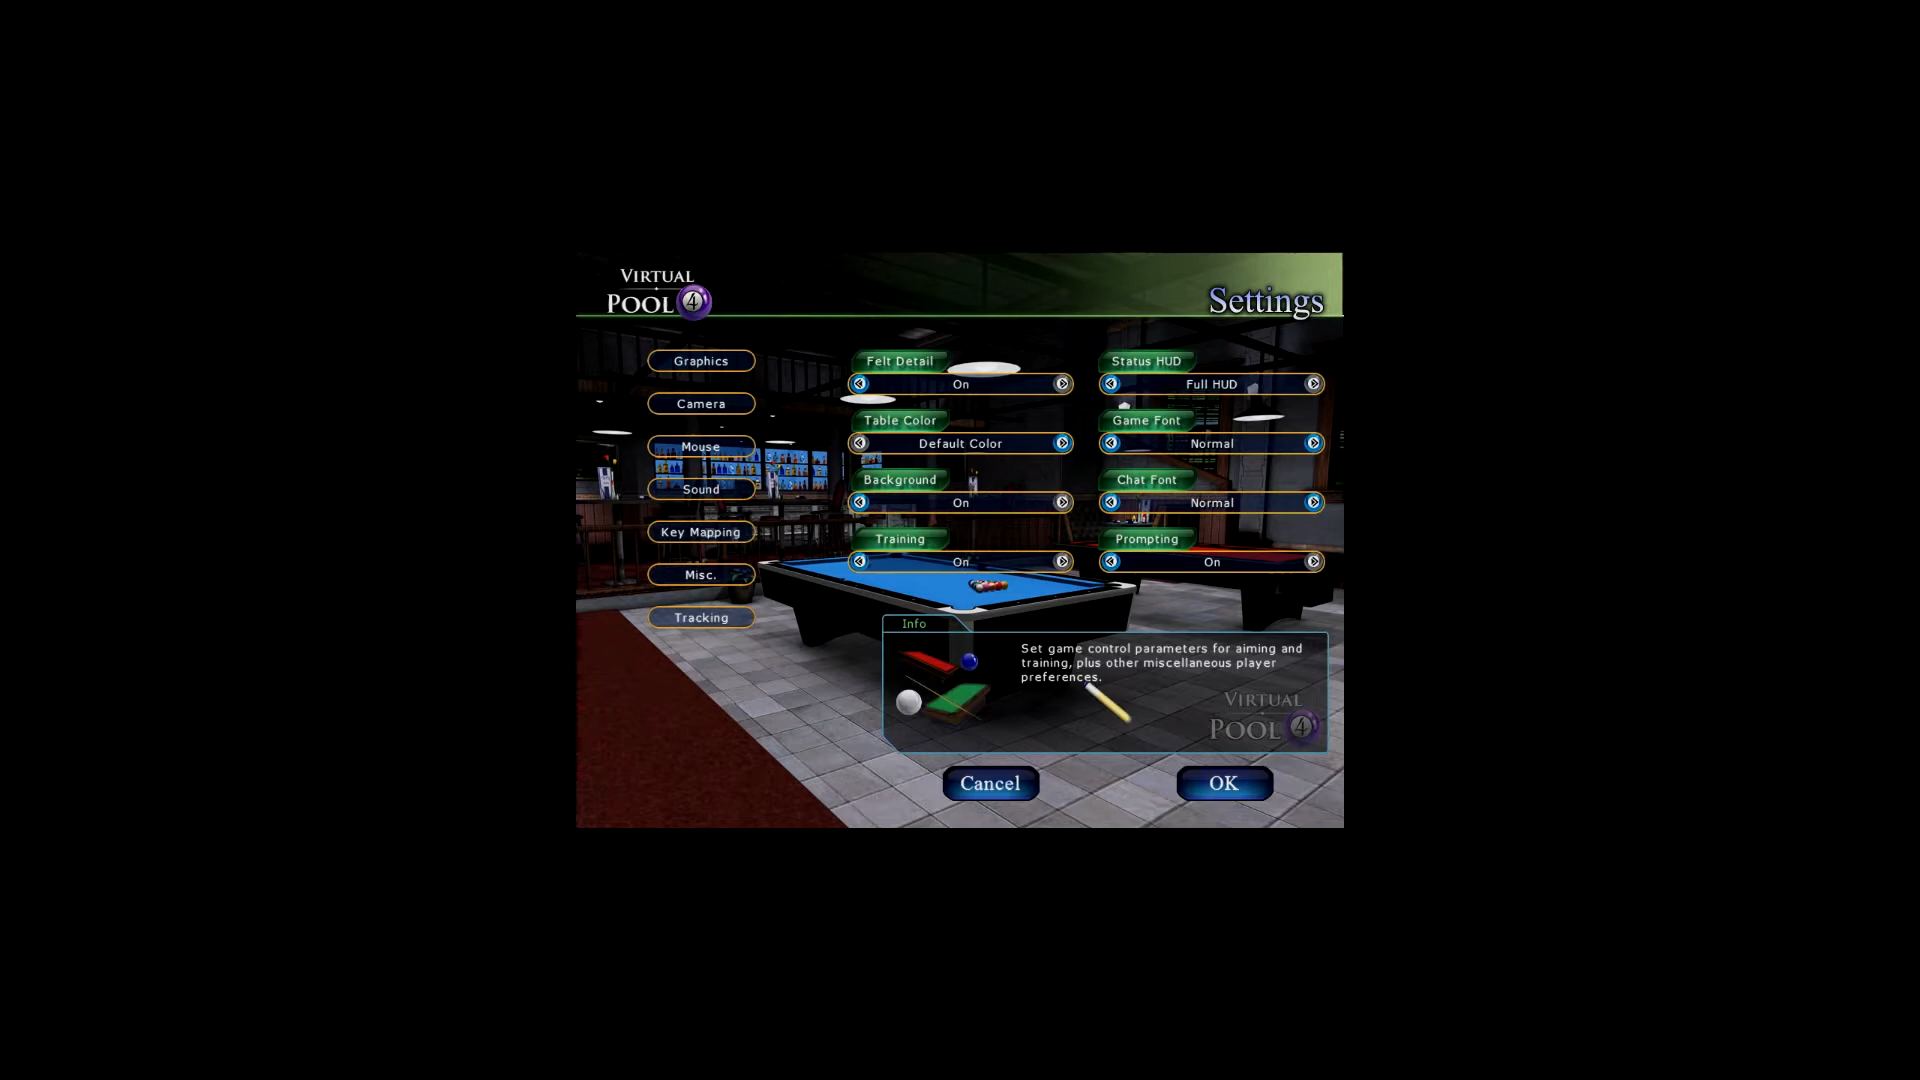 VIRTUAL
POOL 4
Settings
Graphics
Camera
Mouse
Sound
Key Mapping
Misc.
Tracking
Felt Detail
On
Table Color
Default Color
Background
On
Training
On
Status HUD
Full HUD
Game Font
Normal
Chat Font
Normal
Prompting
On
Info
Set game control parameters for aiming and
training, plus other miscellaneous player
preferences.
VIRTUAL
POOL 4
Cancel
OK